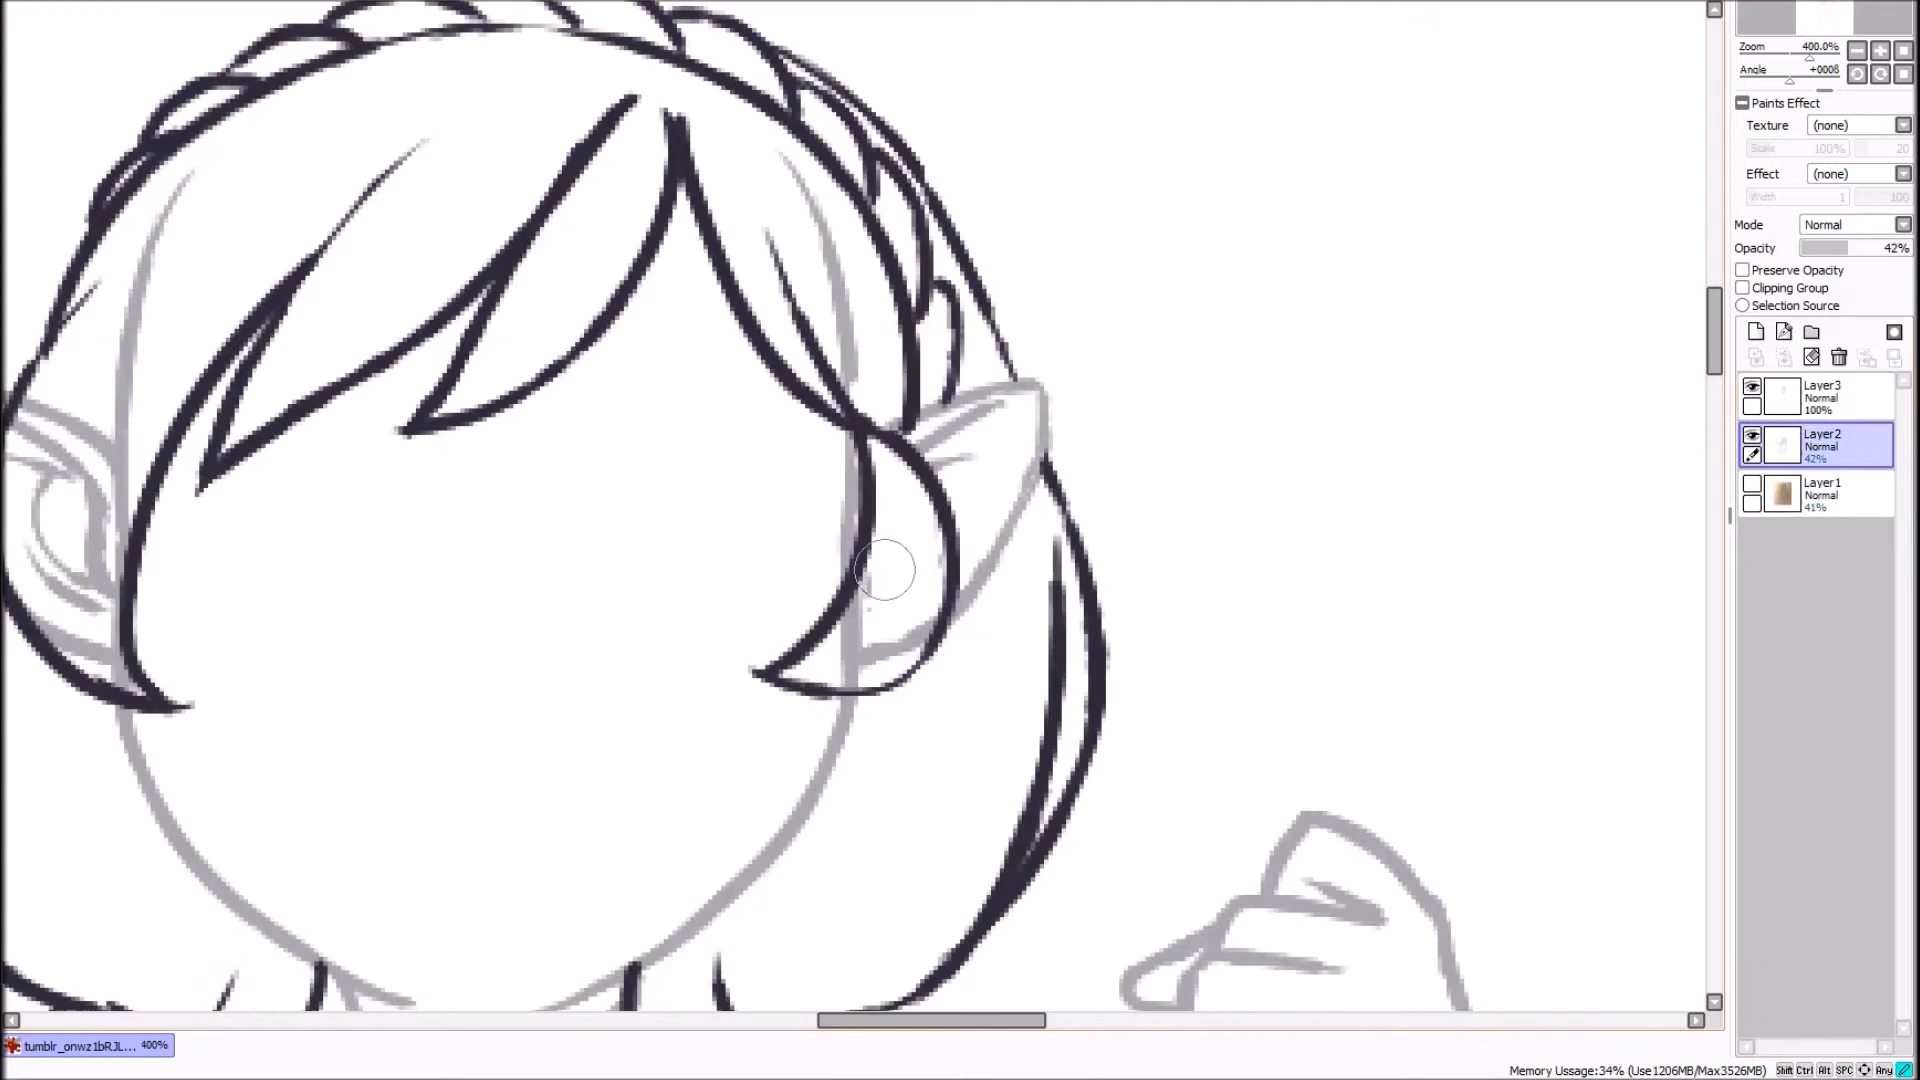 Zoom 400.0%
Angle +0008
Paints Effect
Texture (none)
Scale 100% 20
Effect (none)
Width 1 100
Mode Normal
Opacity 42%
Preserve Opacity
Clipping Group
Selection Source
Layer3
Normal
100%
Layer2
Normal
42%
Layer1
Normal
41%
tumblr_onwz1bRJL... 400%
Memory Ussage:34% (Use1206MB/Max3526MB) Shift Ctrl Alt SPC Any